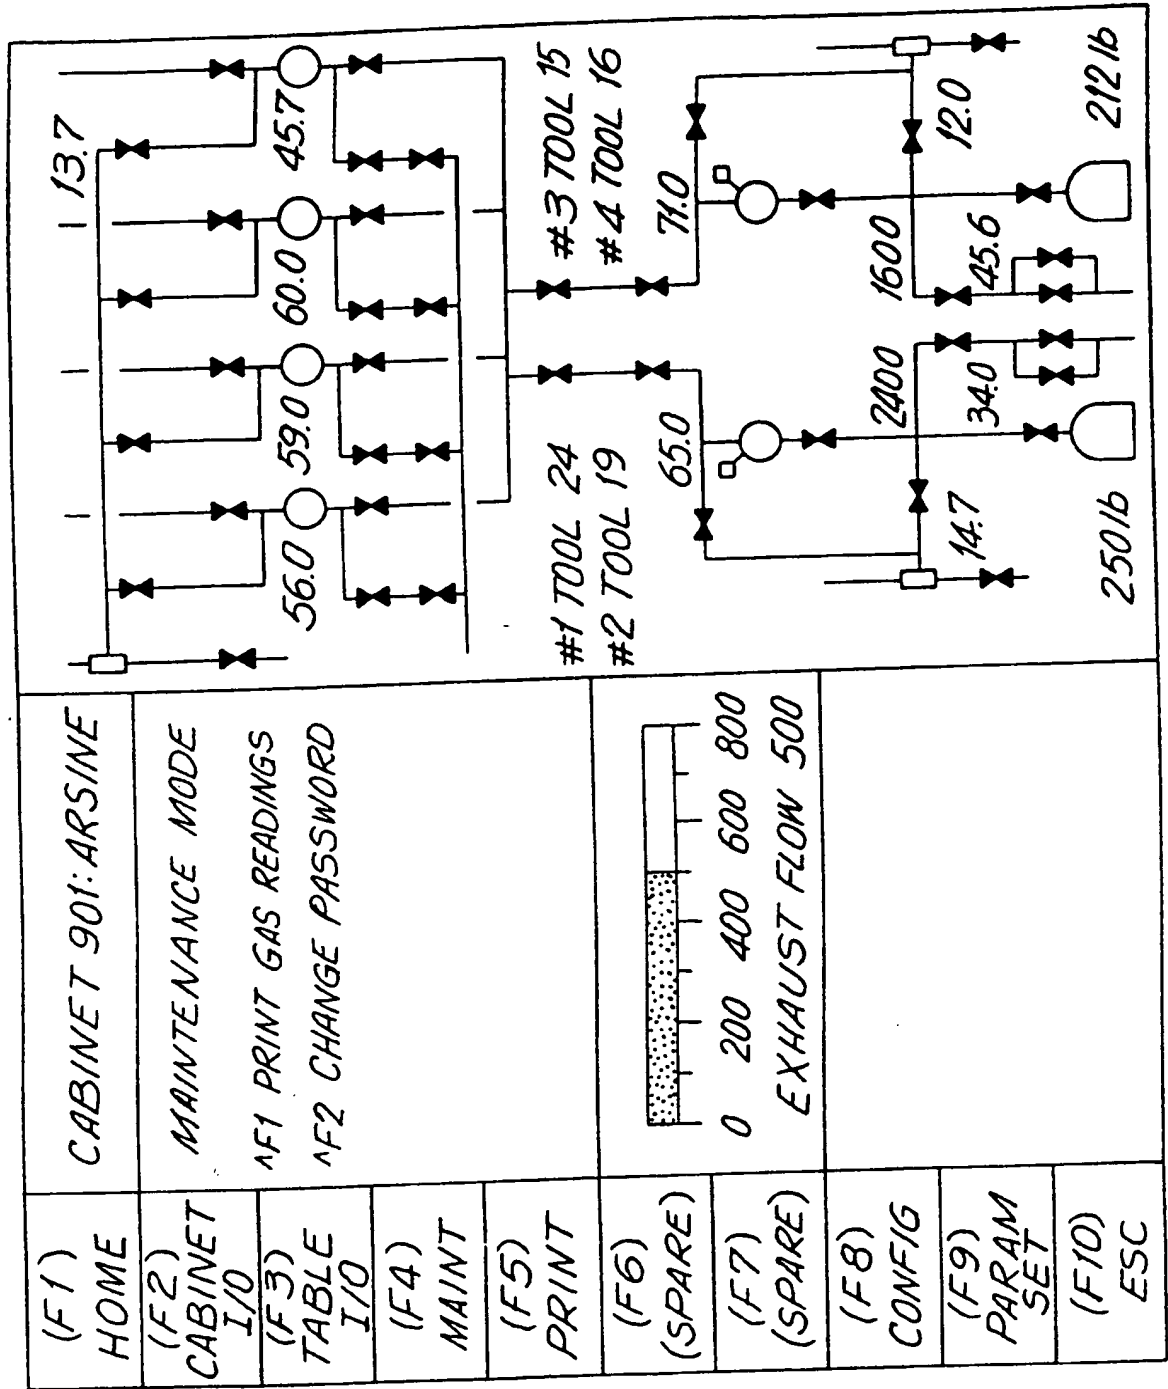 (F1)
HOME
(F2)
CABINET
I/O
(F3)
TABLE
I/O
(F4)
MAINT
(F5)
PRINT
(F6)
(SPARE)
(F7)
(SPARE)
(F8)
CONFIG
(F9)
PARAM
SET
(F10)
ESC
CABINET 901: ARSINE
MAINTENANCE MODE
^F1 PRINT GAS READINGS
^F2 CHANGE PASSWORD
0 200 400 600 800
EXHAUST FLOW 500
13.7
56.0 59.0 60.0 45.7
#1 TOOL 24 #3 TOOL 15
#2 TOOL 19 #4 TOOL 16
65.0 71.0
2400 1600
14.7 34.0 45.6 12.0
250 lb 212 lb